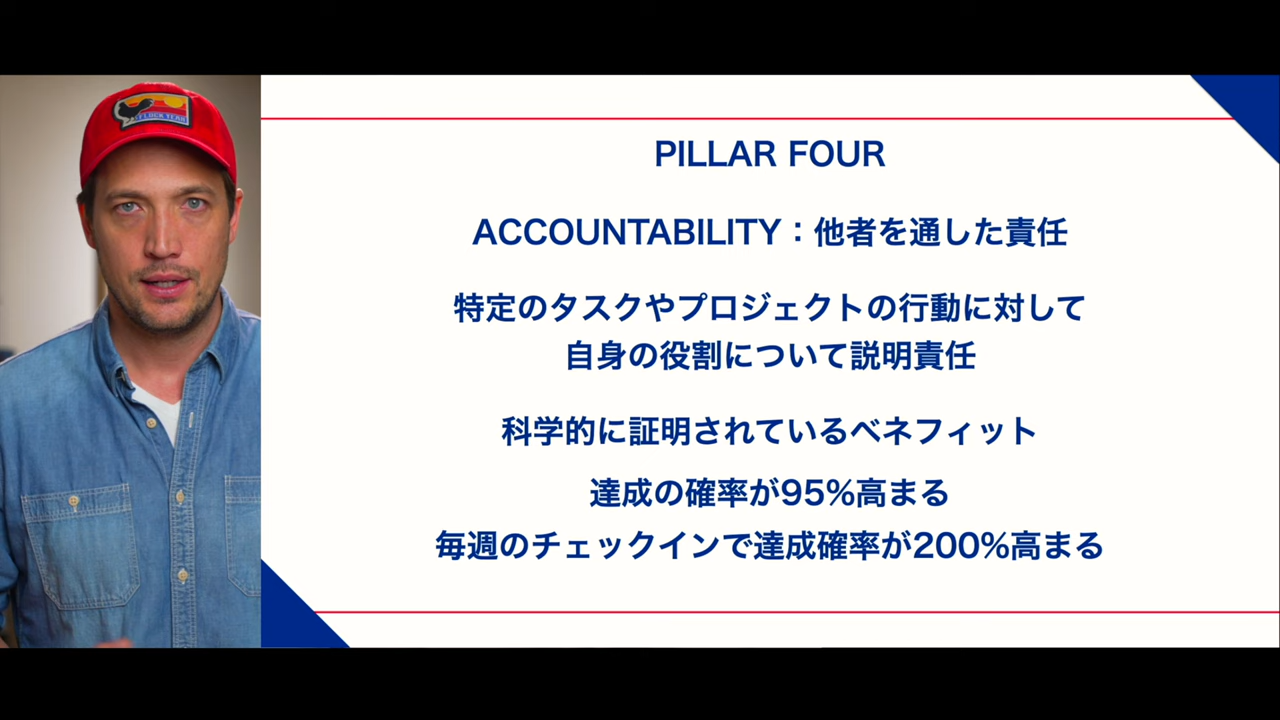 PILLAR FOUR
ACCOUNTABILITY：他者を通した責任
特定のタスクやプロジェクトの行動に対して
自身の役割について説明責任
科学的に証明されているベネフィット
達成の確率が95%高まる
毎週のチェックインで達成確率が200%高まる